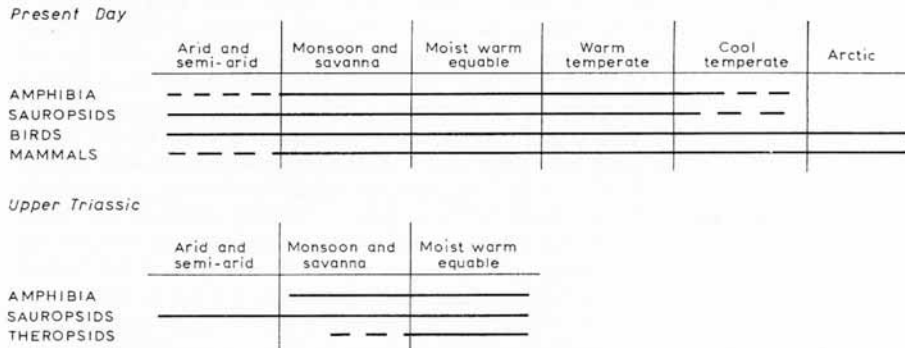 Present Day
Arid and Monsoon and Moist warm Warm Cool Arctic
semi-arid savanna equable temperate temperate
AMPHIBIA
SAUROPSIDS
BIRDS
MAMMALS
Upper Triassic
Arid and Monsoon and Moist warm
semi-arid savanna equable
AMPHIBIA
SAUROPSIDS
THEROPSIDS